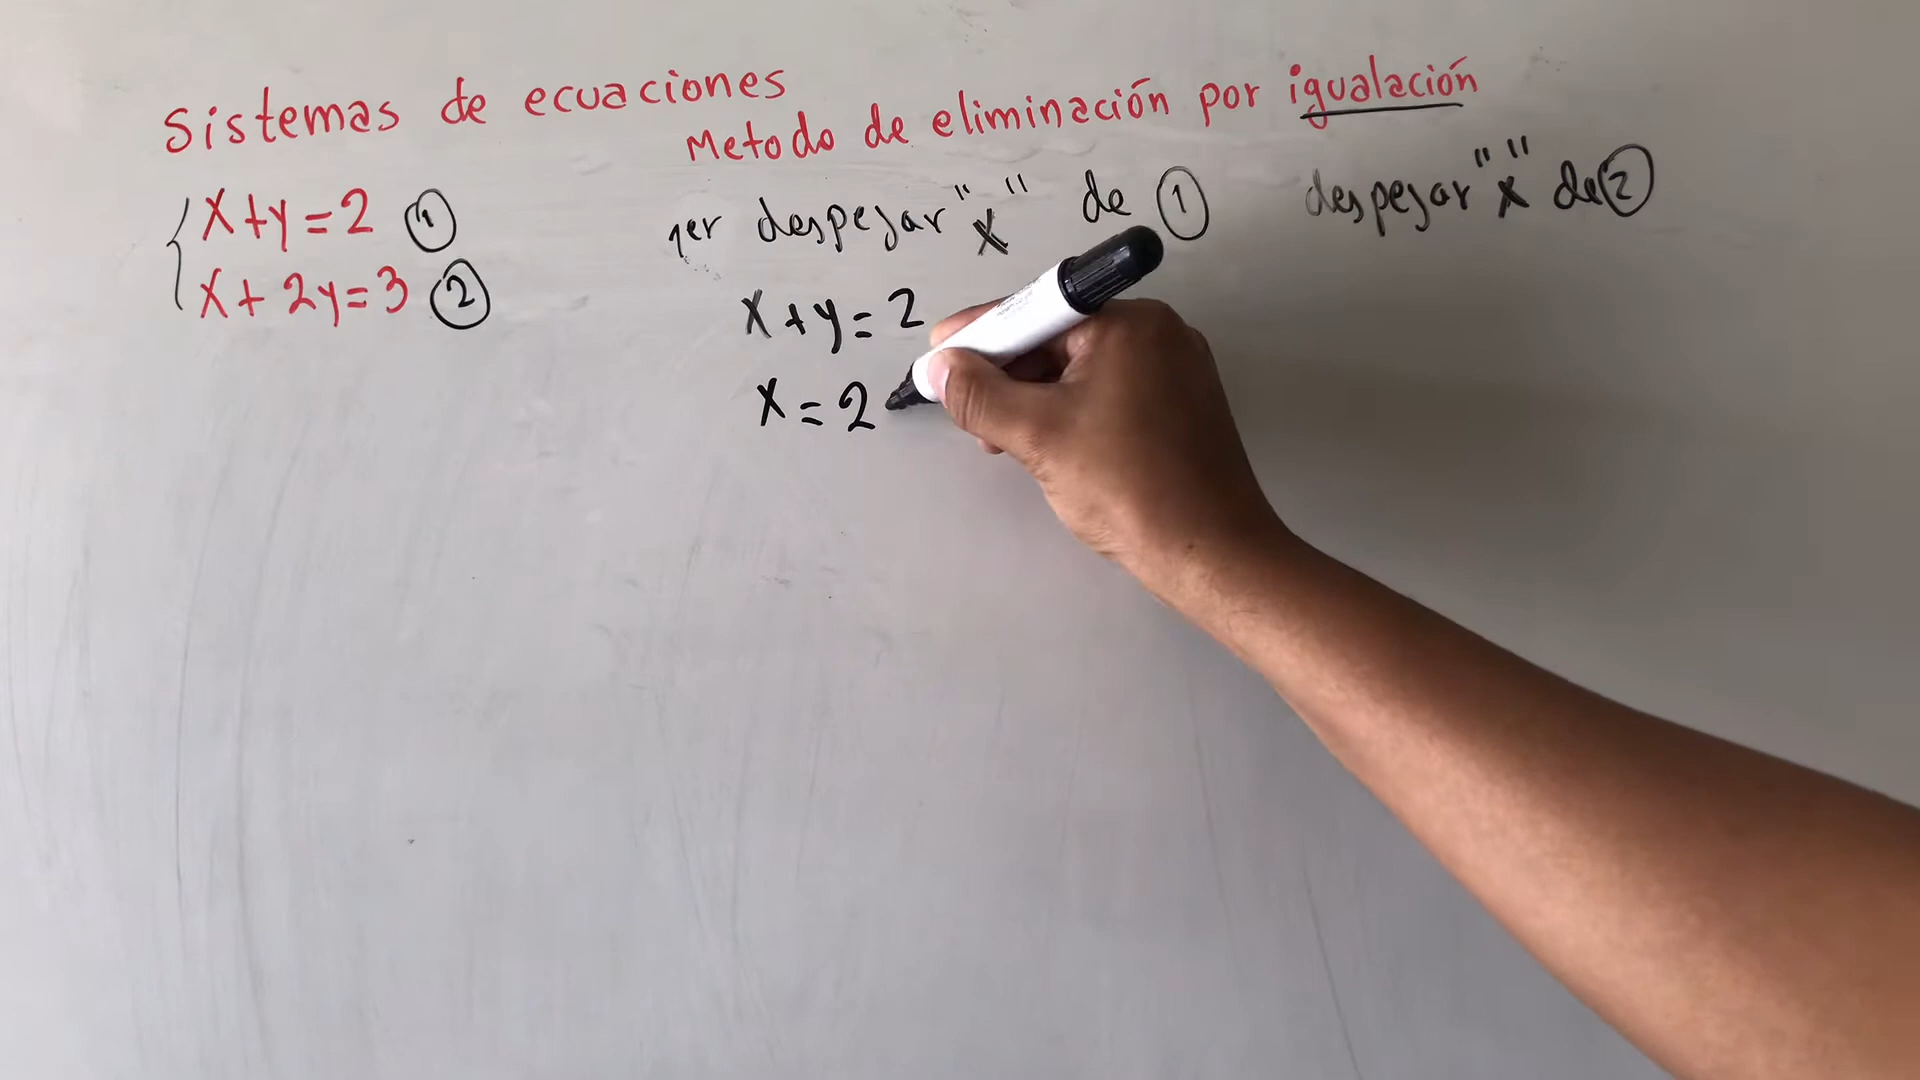 Sistemas de ecuaciones
Metodo de eliminación por igualación
x+y=2 ①
x+2y=3 ②
1er despejar "x" de ①
despejar "x" de ②
x+y=2
x=2